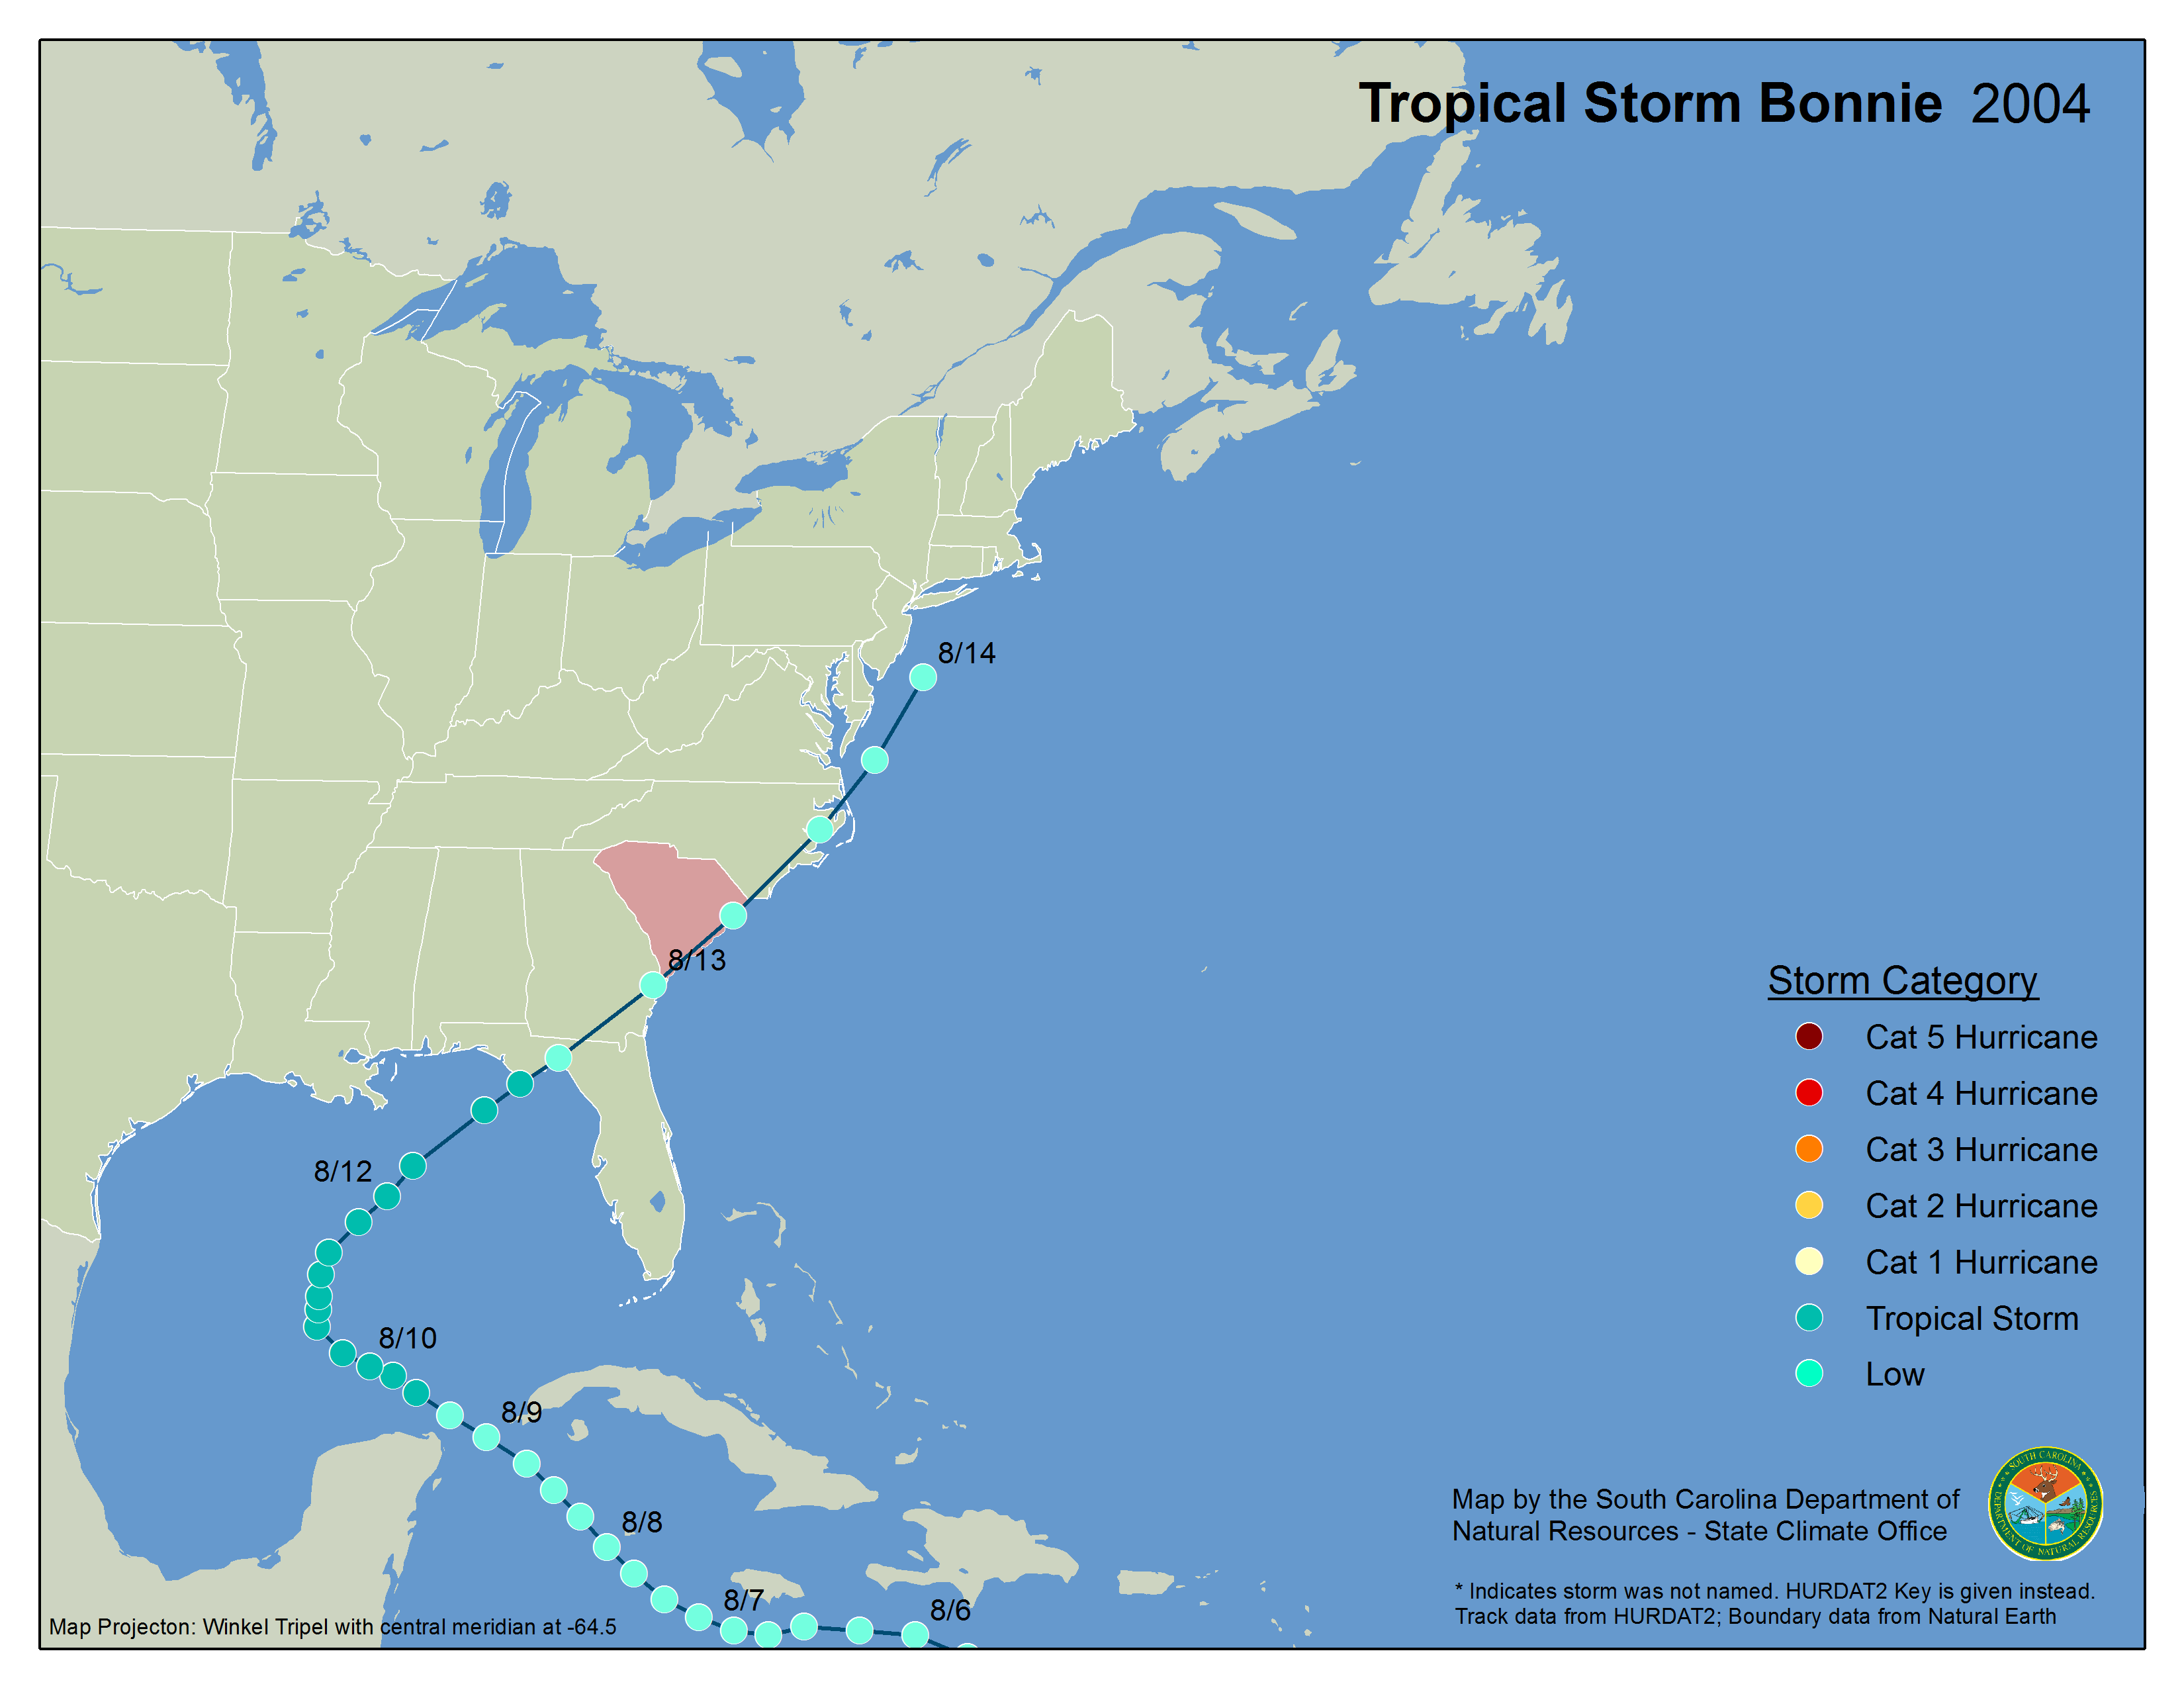 Tropical Storm Bonnie 2004
8/14
8/13
8/12
8/10
8/9
8/8
8/7
8/6
Storm Category
Cat 5 Hurricane
Cat 4 Hurricane
Cat 3 Hurricane
Cat 2 Hurricane
Cat 1 Hurricane
Tropical Storm
Low
Map by the South Carolina Department of
Natural Resources - State Climate Office
SOUTH CAROLINA
DEPARTMENT OF NATURAL RESOURCES
* Indicates storm was not named. HURDAT2 Key is given instead.
Track data from HURDAT2; Boundary data from Natural Earth
Map Projecton: Winkel Tripel with central meridian at -64.5